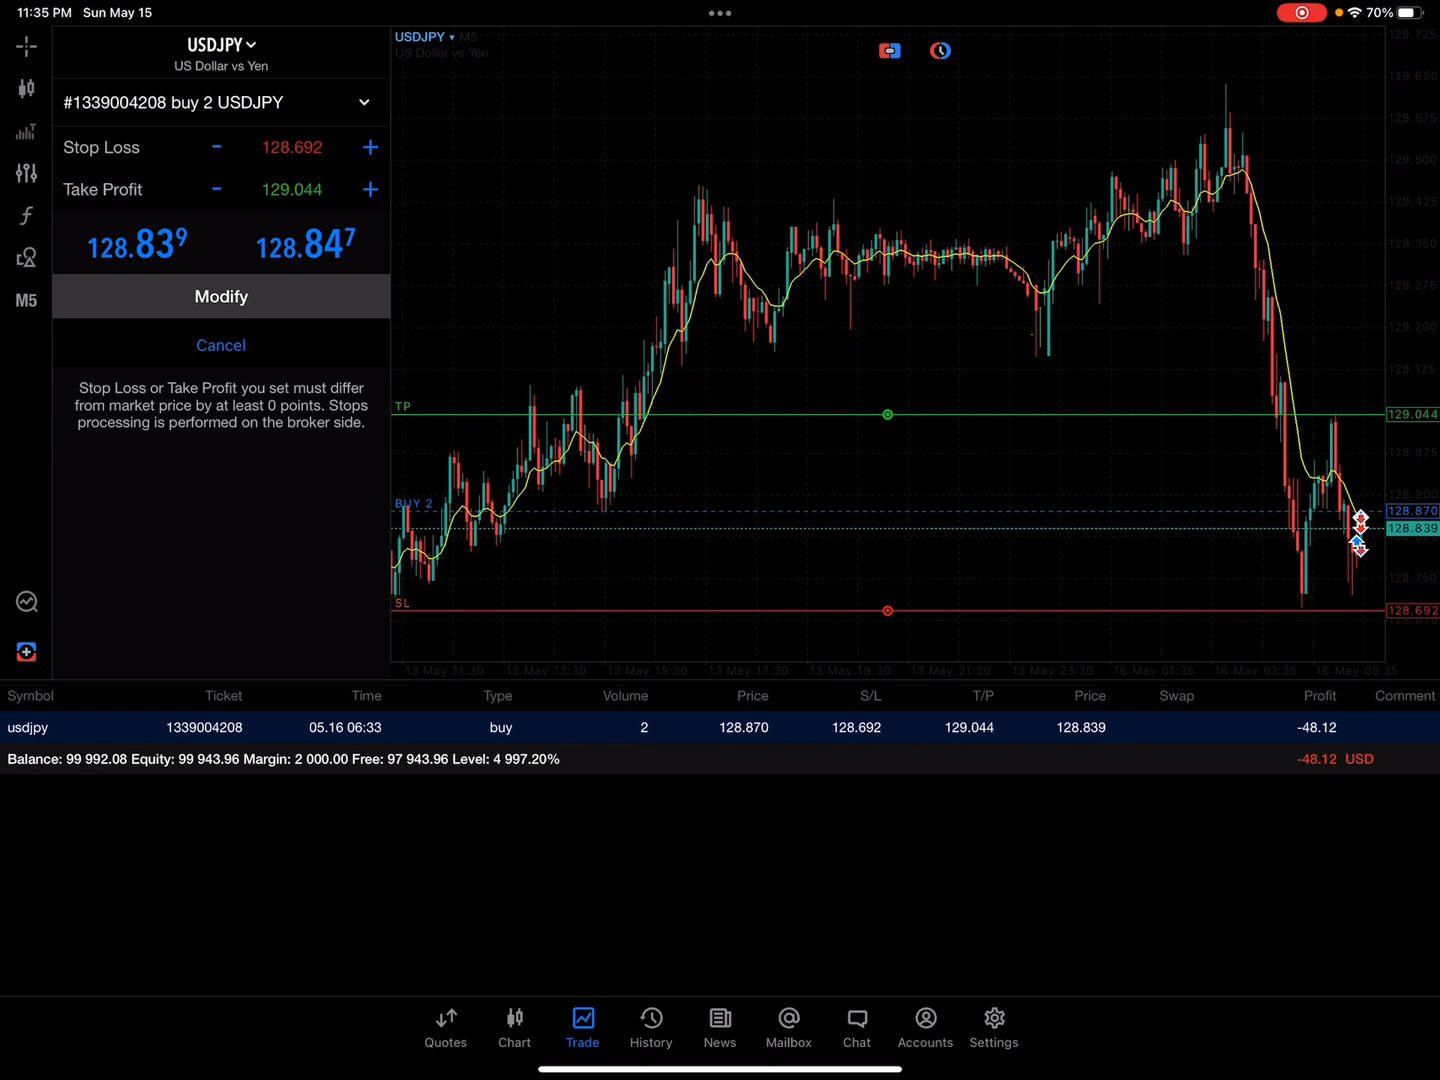 11:35 PM Sun May 15
70%
USDJPY
US Dollar vs Yen
#1339004208 buy 2 USDJPY
Stop Loss - 128.692 +
Take Profit - 129.044 +
128.839 128.847
Modify
Cancel
Stop Loss or Take Profit you set must differ
from market price by at least 0 points. Stops
processing is performed on the broker side.
M5
USDJPY M5
US Dollar vs Yen
TP
BUY 2
SL
129.725
129.650
129.575
129.500
129.425
129.350
129.275
129.200
129.125
129.044
128.975
128.900
128.870
128.839
128.750
128.692
13 May 11:30 13 May 13:30 13 May 15:30 13 May 17:30 13 May 19:30 13 May 21:30 13 May 23:30 16 May 01:35 16 May 03:35 16 May 05:35
Symbol Ticket Time Type Volume Price S/L T/P Price Swap Profit Comment
usdjpy 1339004208 05.16 06:33 buy 2 128.870 128.692 129.044 128.839 -48.12
Balance: 99 992.08 Equity: 99 943.96 Margin: 2 000.00 Free: 97 943.96 Level: 4 997.20% -48.12 USD
Quotes Chart Trade History News Mailbox Chat Accounts Settings